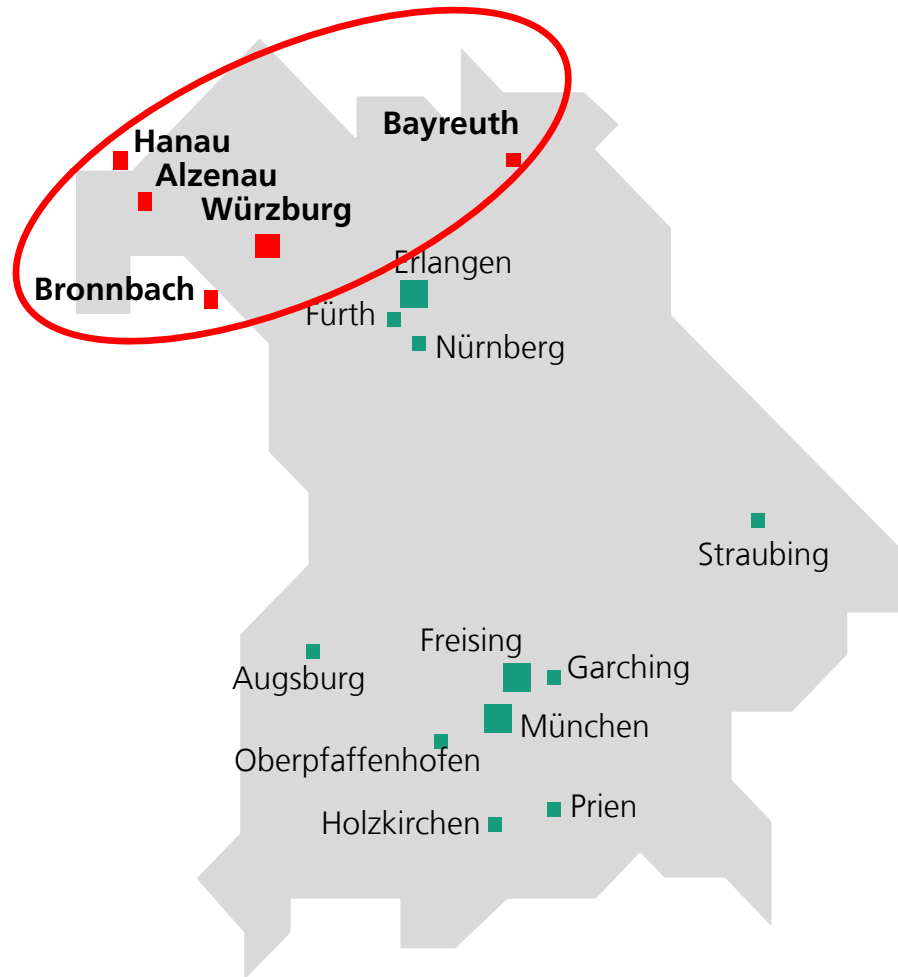 Bayreuth
Hanau
Alzenau
Würzburg
Erlangen
Bronnbach
Fürth
Nürnberg
Straubing
Freising
Garching
Augsburg
München
Oberpfaffenhofen
Prien
Holzkirchen